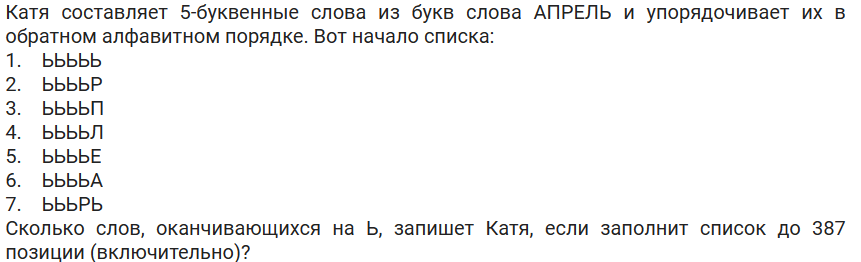 Катя составляет 5-буквенные слова из букв слова АПРЕЛЬ и упорядочивает их в
обратном алфавитном порядке. Вот начало списка:
1. ЬЬЬЬЬ
2. ЬЬЬЬР
3. ЬЬЬЬП
4. ЬЬЬЬЛ
5. ЬЬЬЬЕ
6. ЬЬЬЬА
7. ЬЬЬРЬ
Сколько слов, оканчивающихся на Ь, запишет Катя, если заполнит список до 387
позиции (включительно)?